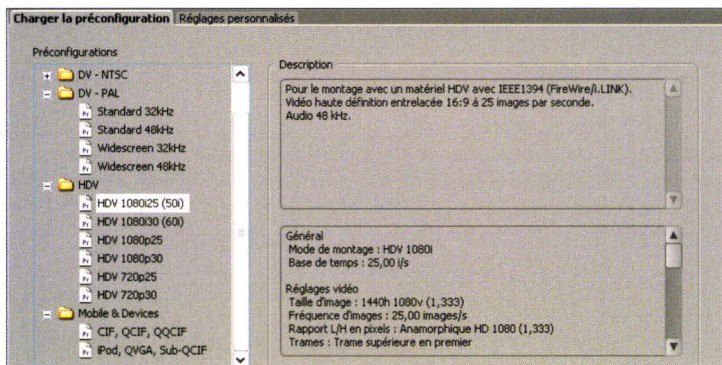 Charger la préconfiguration Réglages personnalisés
Préconfigurations
DV - NTSC
DV - PAL
Standard 32kHz
Standard 48kHz
Widescreen 32kHz
Widescreen 48kHz
HDV
HDV 1080i25 (50i)
HDV 1080i30 (60i)
HDV 1080p25
HDV 1080p30
HDV 720p25
HDV 720p30
Mobile & Devices
CIF, QCIF, QQCIF
iPod, QVGA, Sub-QCIF
Description
Pour le montage avec un matériel HDV avec IEEE1394 (FireWire/i.LINK).
Vidéo haute définition entrelacée 16:9 à 25 images par seconde.
Audio 48 kHz.
Général
Mode de montage : HDV 1080i
Base de temps : 25,00 i/s
Réglages vidéo
Taille d'image : 1440h 1080v (1,333)
Fréquence d'images : 25,00 images/s
Rapport L/H en pixels : Anamorphique HD 1080 (1,333)
Trames : Trame supérieure en premier